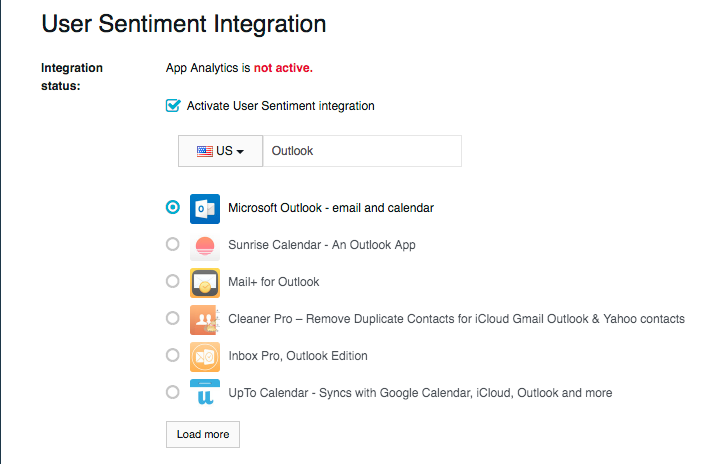 User Sentiment Integration
Integration status:
App Analytics is not active.
Activate User Sentiment integration
US
Outlook
Microsoft Outlook - email and calendar
Sunrise Calendar - An Outlook App
Mail+ for Outlook
Cleaner Pro – Remove Duplicate Contacts for iCloud Gmail Outlook & Yahoo contacts
Inbox Pro, Outlook Edition
UpTo Calendar - Syncs with Google Calendar, iCloud, Outlook and more
Load more